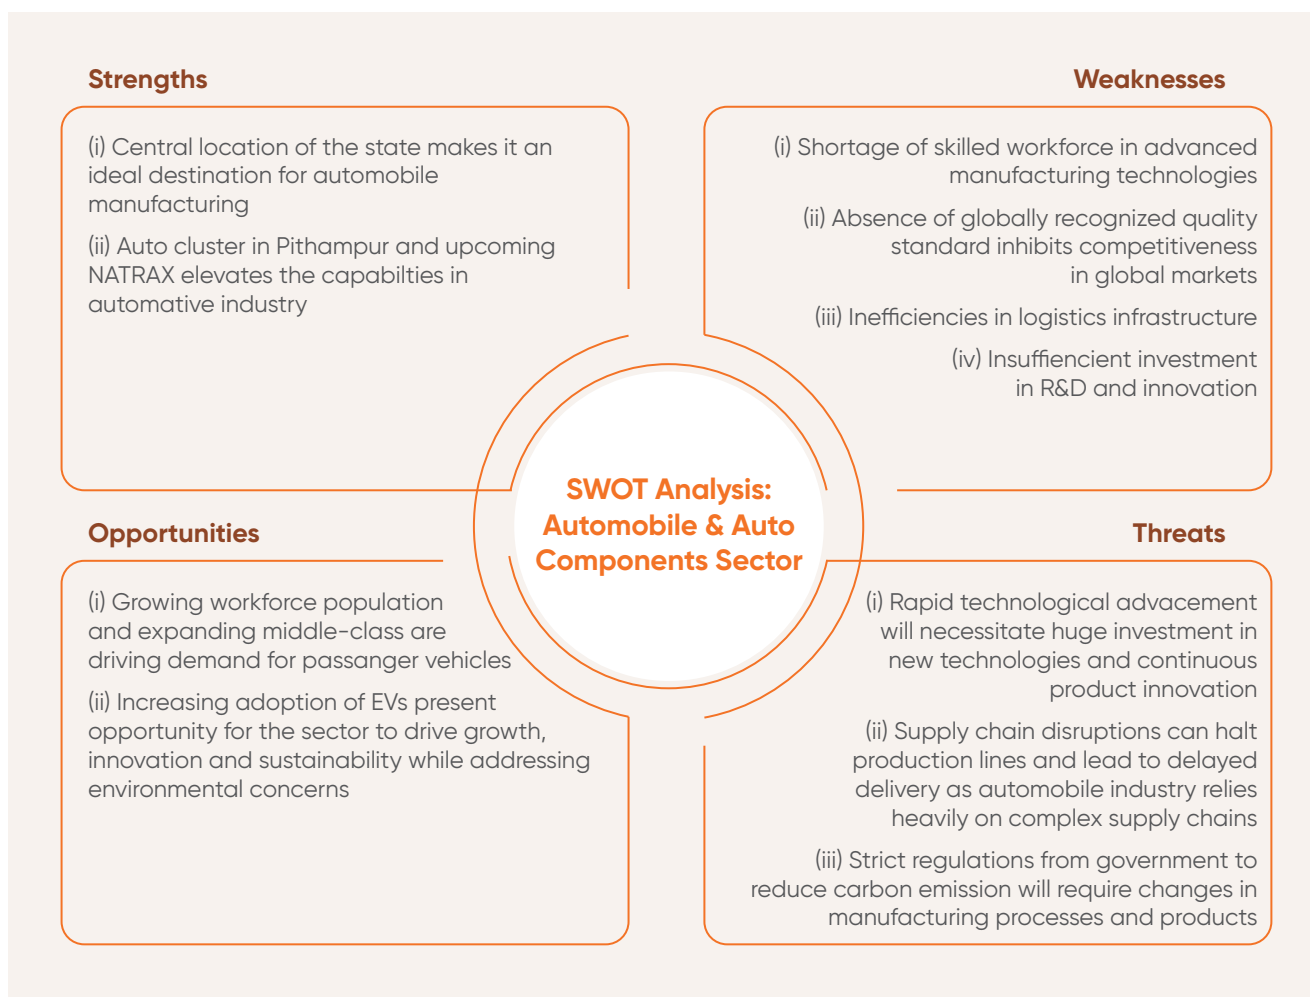 Strengths
(i) Central location of the state makes it an
ideal destination for automobile
manufacturing
(ii) Auto cluster in Pithampur and upcoming
NATRAX elevates the capabilties in
automative industry
Weaknesses
(i) Shortage of skilled workforce in advanced
manufacturing technologies
(ii) Absence of globally recognized quality
standard inhibits competitiveness
in global markets
(iii) Inefficiencies in logistics infrastructure
(iv) Insuffiencient investment
in R&D and innovation
SWOT Analysis:
Automobile & Auto
Components Sector
Opportunities
(i) Growing workforce population
and expanding middle-class are
driving demand for passanger vehicles
(ii) Increasing adoption of EVs present
opportunity for the sector to drive growth,
innovation and sustainability while addressing
environmental concerns
Threats
(i) Rapid technological advacement
will necessitate huge investment in
new technologies and continuous
product innovation
(ii) Supply chain disruptions can halt
production lines and lead to delayed
delivery as automobile industry relies
heavily on complex supply chains
(iii) Strict regulations from government to
reduce carbon emission will require changes in
manufacturing processes and products